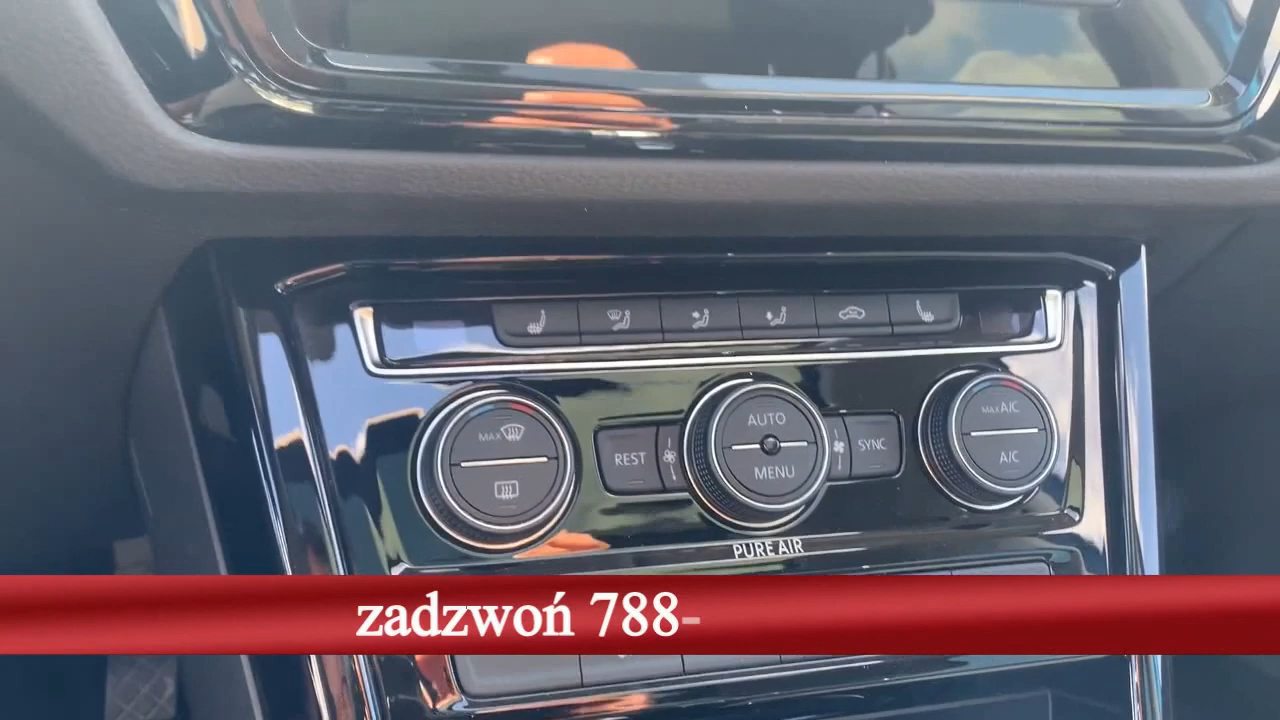 MAX
REST
AUTO
MENU
SYNC
MAX A/C
A/C
PURE AIR
zadzwoń 788-